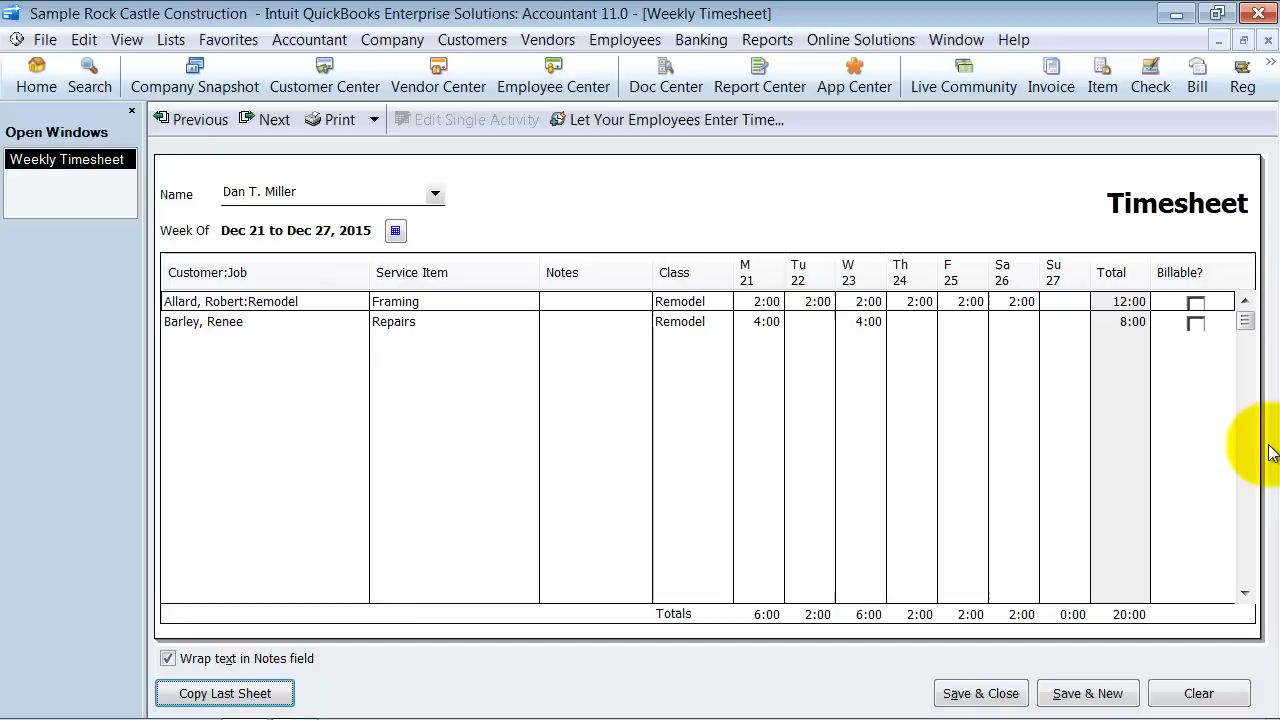 Sample Rock Castle Construction - Intuit QuickBooks Enterprise Solutions: Accountant 11.0 - [Weekly Timesheet]
File Edit View Lists Favorites Accountant Company Customers Vendors Employees Banking Reports Online Solutions Window Help
Home Search Company Snapshot Customer Center Vendor Center Employee Center Doc Center Report Center App Center Live Community Invoice Item Check Bill Reg
Open Windows
Weekly Timesheet
Previous Next Print Edit Single Activity Let Your Employees Enter Time...
Name Dan T. Miller
Timesheet
Week Of Dec 21 to Dec 27, 2015
Customer:Job Service Item Notes Class M 21 Tu 22 W 23 Th 24 F 25 Sa 26 Su 27 Total Billable?
Allard, Robert:Remodel Framing Remodel 2:00 2:00 2:00 2:00 2:00 2:00 12:00
Barley, Renee Repairs Remodel 4:00 4:00 8:00
Totals 6:00 2:00 6:00 2:00 2:00 2:00 0:00 20:00
Wrap text in Notes field
Copy Last Sheet Save & Close Save & New Clear